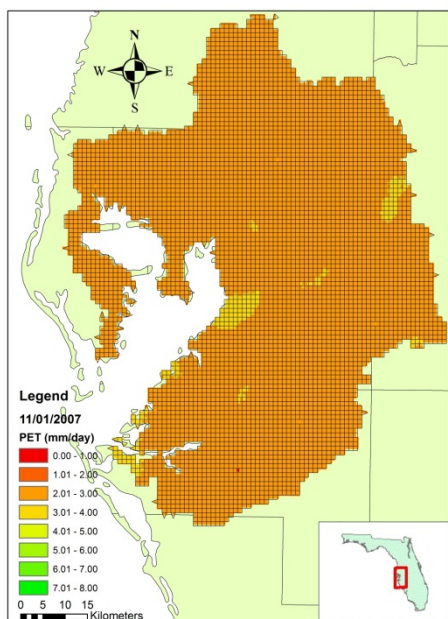 N
W E
S
Legend
11/01/2007
PET (mm/day)
0.00 - 1.00
1.01 - 2.00
2.01 - 3.00
3.01 - 4.00
4.01 - 5.00
5.01 - 6.00
6.01 - 7.00
7.01 - 8.00
0 5 10 15
Kilometers